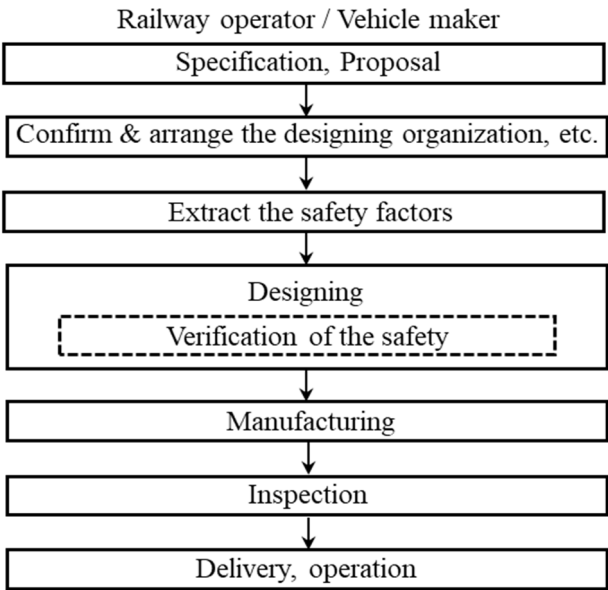 Railway operator / Vehicle maker
Specification, Proposal
Confirm & arrange the designing organization, etc.
Extract the safety factors
Designing
Verification of the safety
Manufacturing
Inspection
Delivery, operation